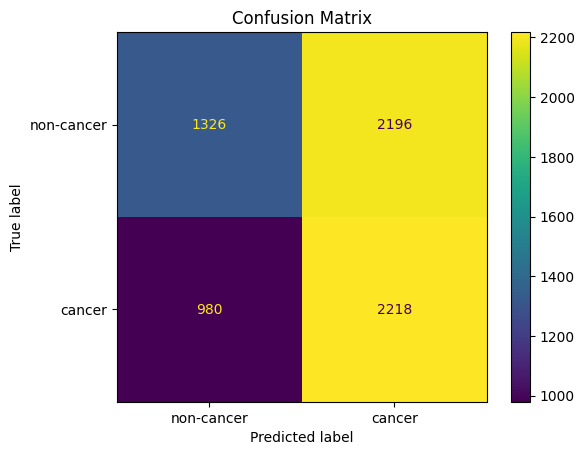 Confusion Matrix
True label
non-cancer
cancer
1326
2196
980
2218
non-cancer
cancer
Predicted label
2200
2000
1800
1600
1400
1200
1000